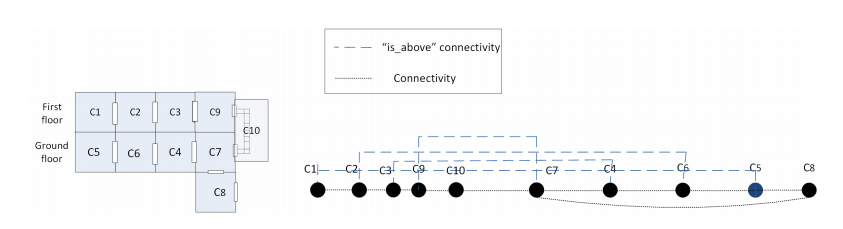 "is_above" connectivity
Connectivity
First
floor
C1 C2 C3 C9
C10
Ground
floor
C5 C6 C4 C7
C8
C1 C2 C3 C9 C10 C7 C4 C6 C5 C8